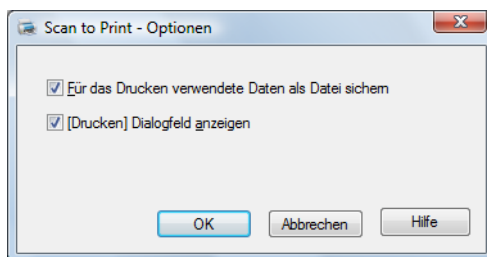 Scan to Print - Optionen
Für das Drucken verwendete Daten als Datei sichern
[Drucken] Dialogfeld anzeigen
OK Abbrechen Hilfe